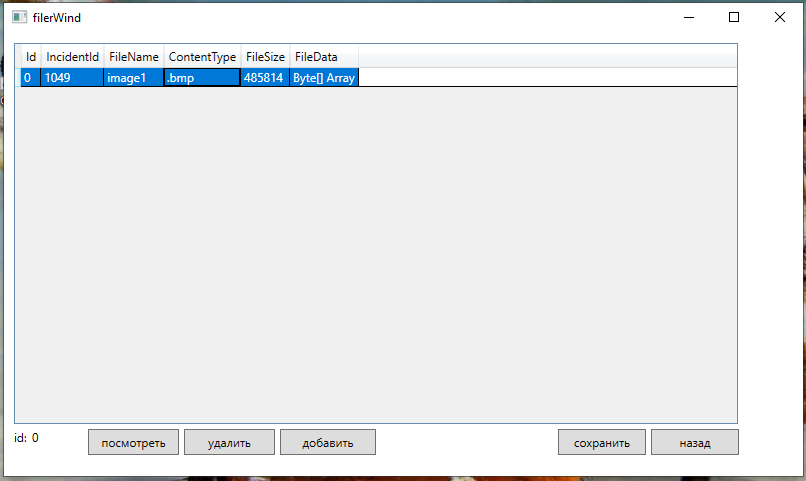 filerWind
Id IncidentId FileName ContentType FileSize FileData
0 1049 image1 .bmp 485814 Byte[] Array
id: 0 посмотреть удалить добавить сохранить назад